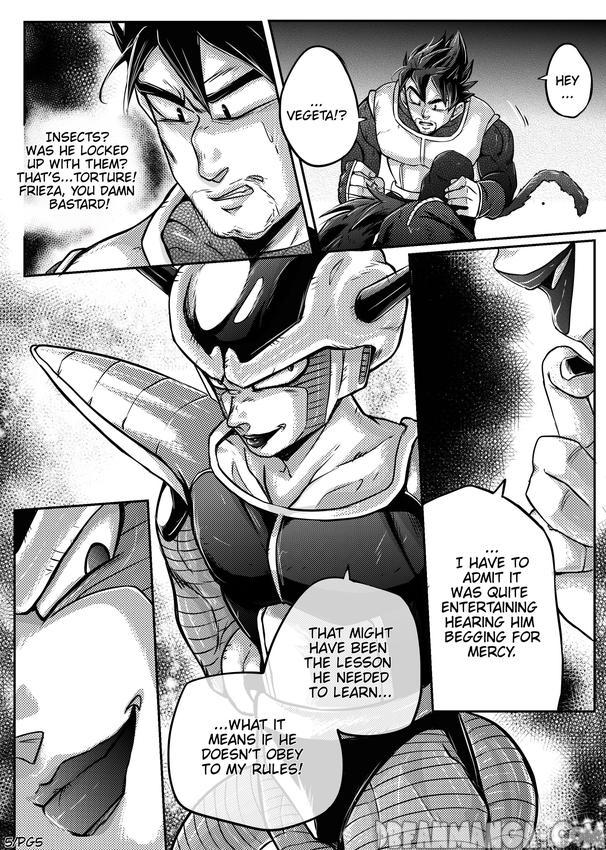 HEY
...
...
VEGETA!?
INSECTS?
WAS HE LOCKED
UP WITH THEM?
THAT'S...TORTURE!
FRIEZA, YOU DAMN
BASTARD!
...
I HAVE TO
ADMIT IT
WAS QUITE
ENTERTAINING
HEARING HIM
BEGGING FOR
MERCY.
THAT MIGHT
HAVE BEEN
THE LESSON
HE NEEDED
TO LEARN...
...WHAT IT
MEANS IF HE
DOESN'T OBEY
TO MY RULES!
5/PG5
DREAMMANGA.COM